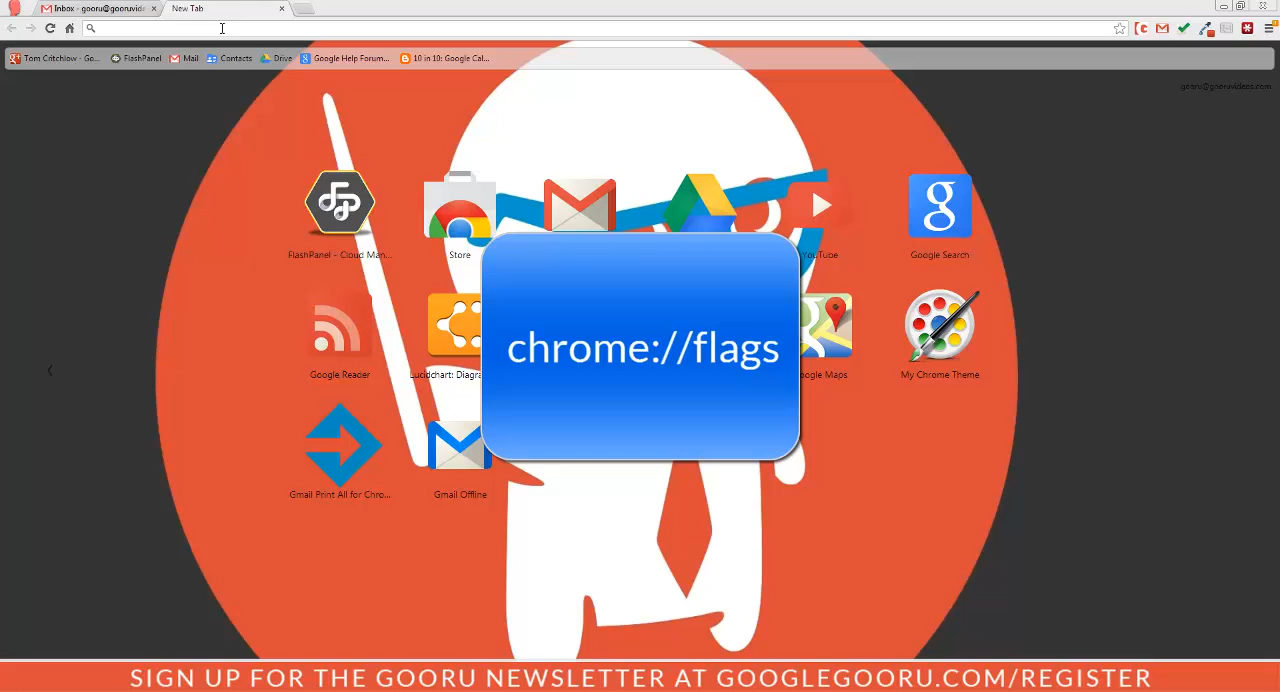 Inbox - gooru@gooruvide
New Tab
Tom Critchlow - Go...
FlashPanel
Mail
Contacts
Drive
Google Help Forum...
10 in 10: Google Cal...
gooru@gooruvideos.com
FlashPanel - Cloud Man...
Store
YouTube
Google Search
chrome://flags
Google Reader
Lucidchart: Diagra
Maps
My Chrome Theme
Gmail Print All for Chro...
Gmail Offline
SIGN UP FOR THE GOORU NEWSLETTER AT GOOGLEGOORU.COM/REGISTER